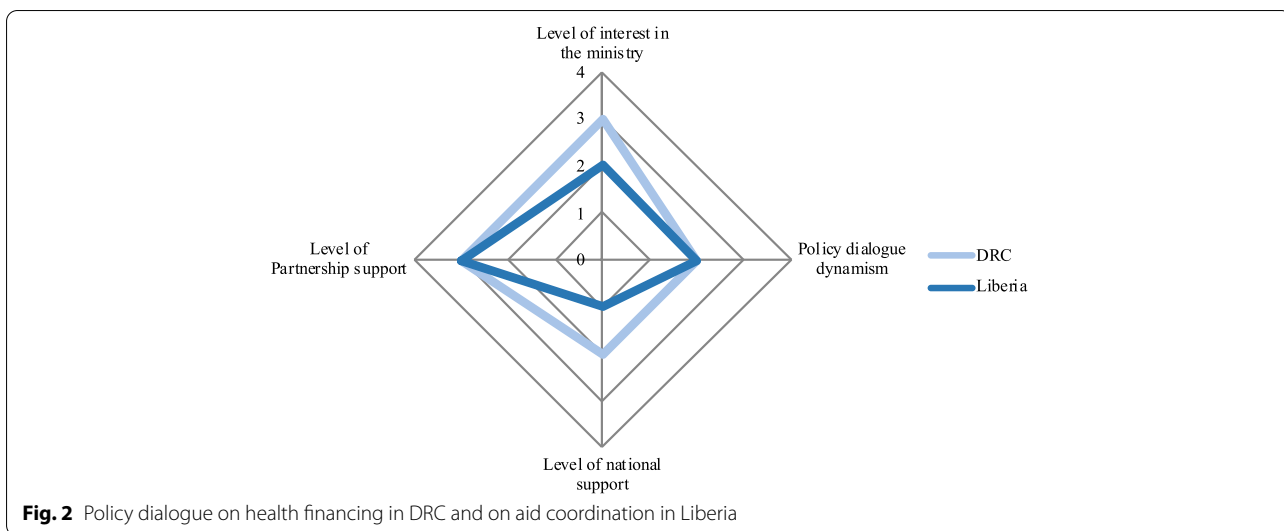 Level of interest in
the ministry
4
3
2
1
0
Level of
Partnership support
Policy dialogue
dynamism
DRC
Liberia
Level of national
support
Fig. 2 Policy dialogue on health financing in DRC and on aid coordination in Liberia